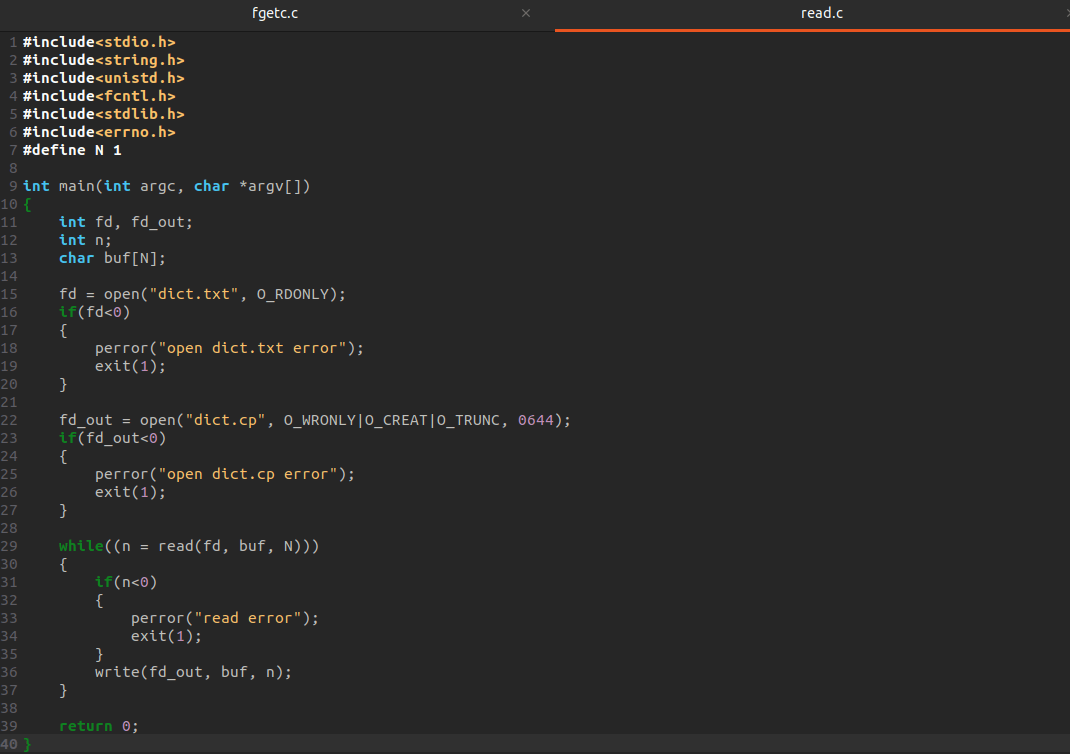 fgetc.c × read.c
1 #include<stdio.h>
2 #include<string.h>
3 #include<unistd.h>
4 #include<fcntl.h>
5 #include<stdlib.h>
6 #include<errno.h>
7 #define N 1
8
9 int main(int argc, char *argv[])
10 {
11     int fd, fd_out;
12     int n;
13     char buf[N];
14
15     fd = open("dict.txt", O_RDONLY);
16     if(fd<0)
17     {
18         perror("open dict.txt error");
19         exit(1);
20     }
21
22     fd_out = open("dict.cp", O_WRONLY|O_CREAT|O_TRUNC, 0644);
23     if(fd_out<0)
24     {
25         perror("open dict.cp error");
26         exit(1);
27     }
28
29     while((n = read(fd, buf, N)))
30     {
31         if(n<0)
32         {
33             perror("read error");
34             exit(1);
35         }
36         write(fd_out, buf, n);
37     }
38
39     return 0;
40 }